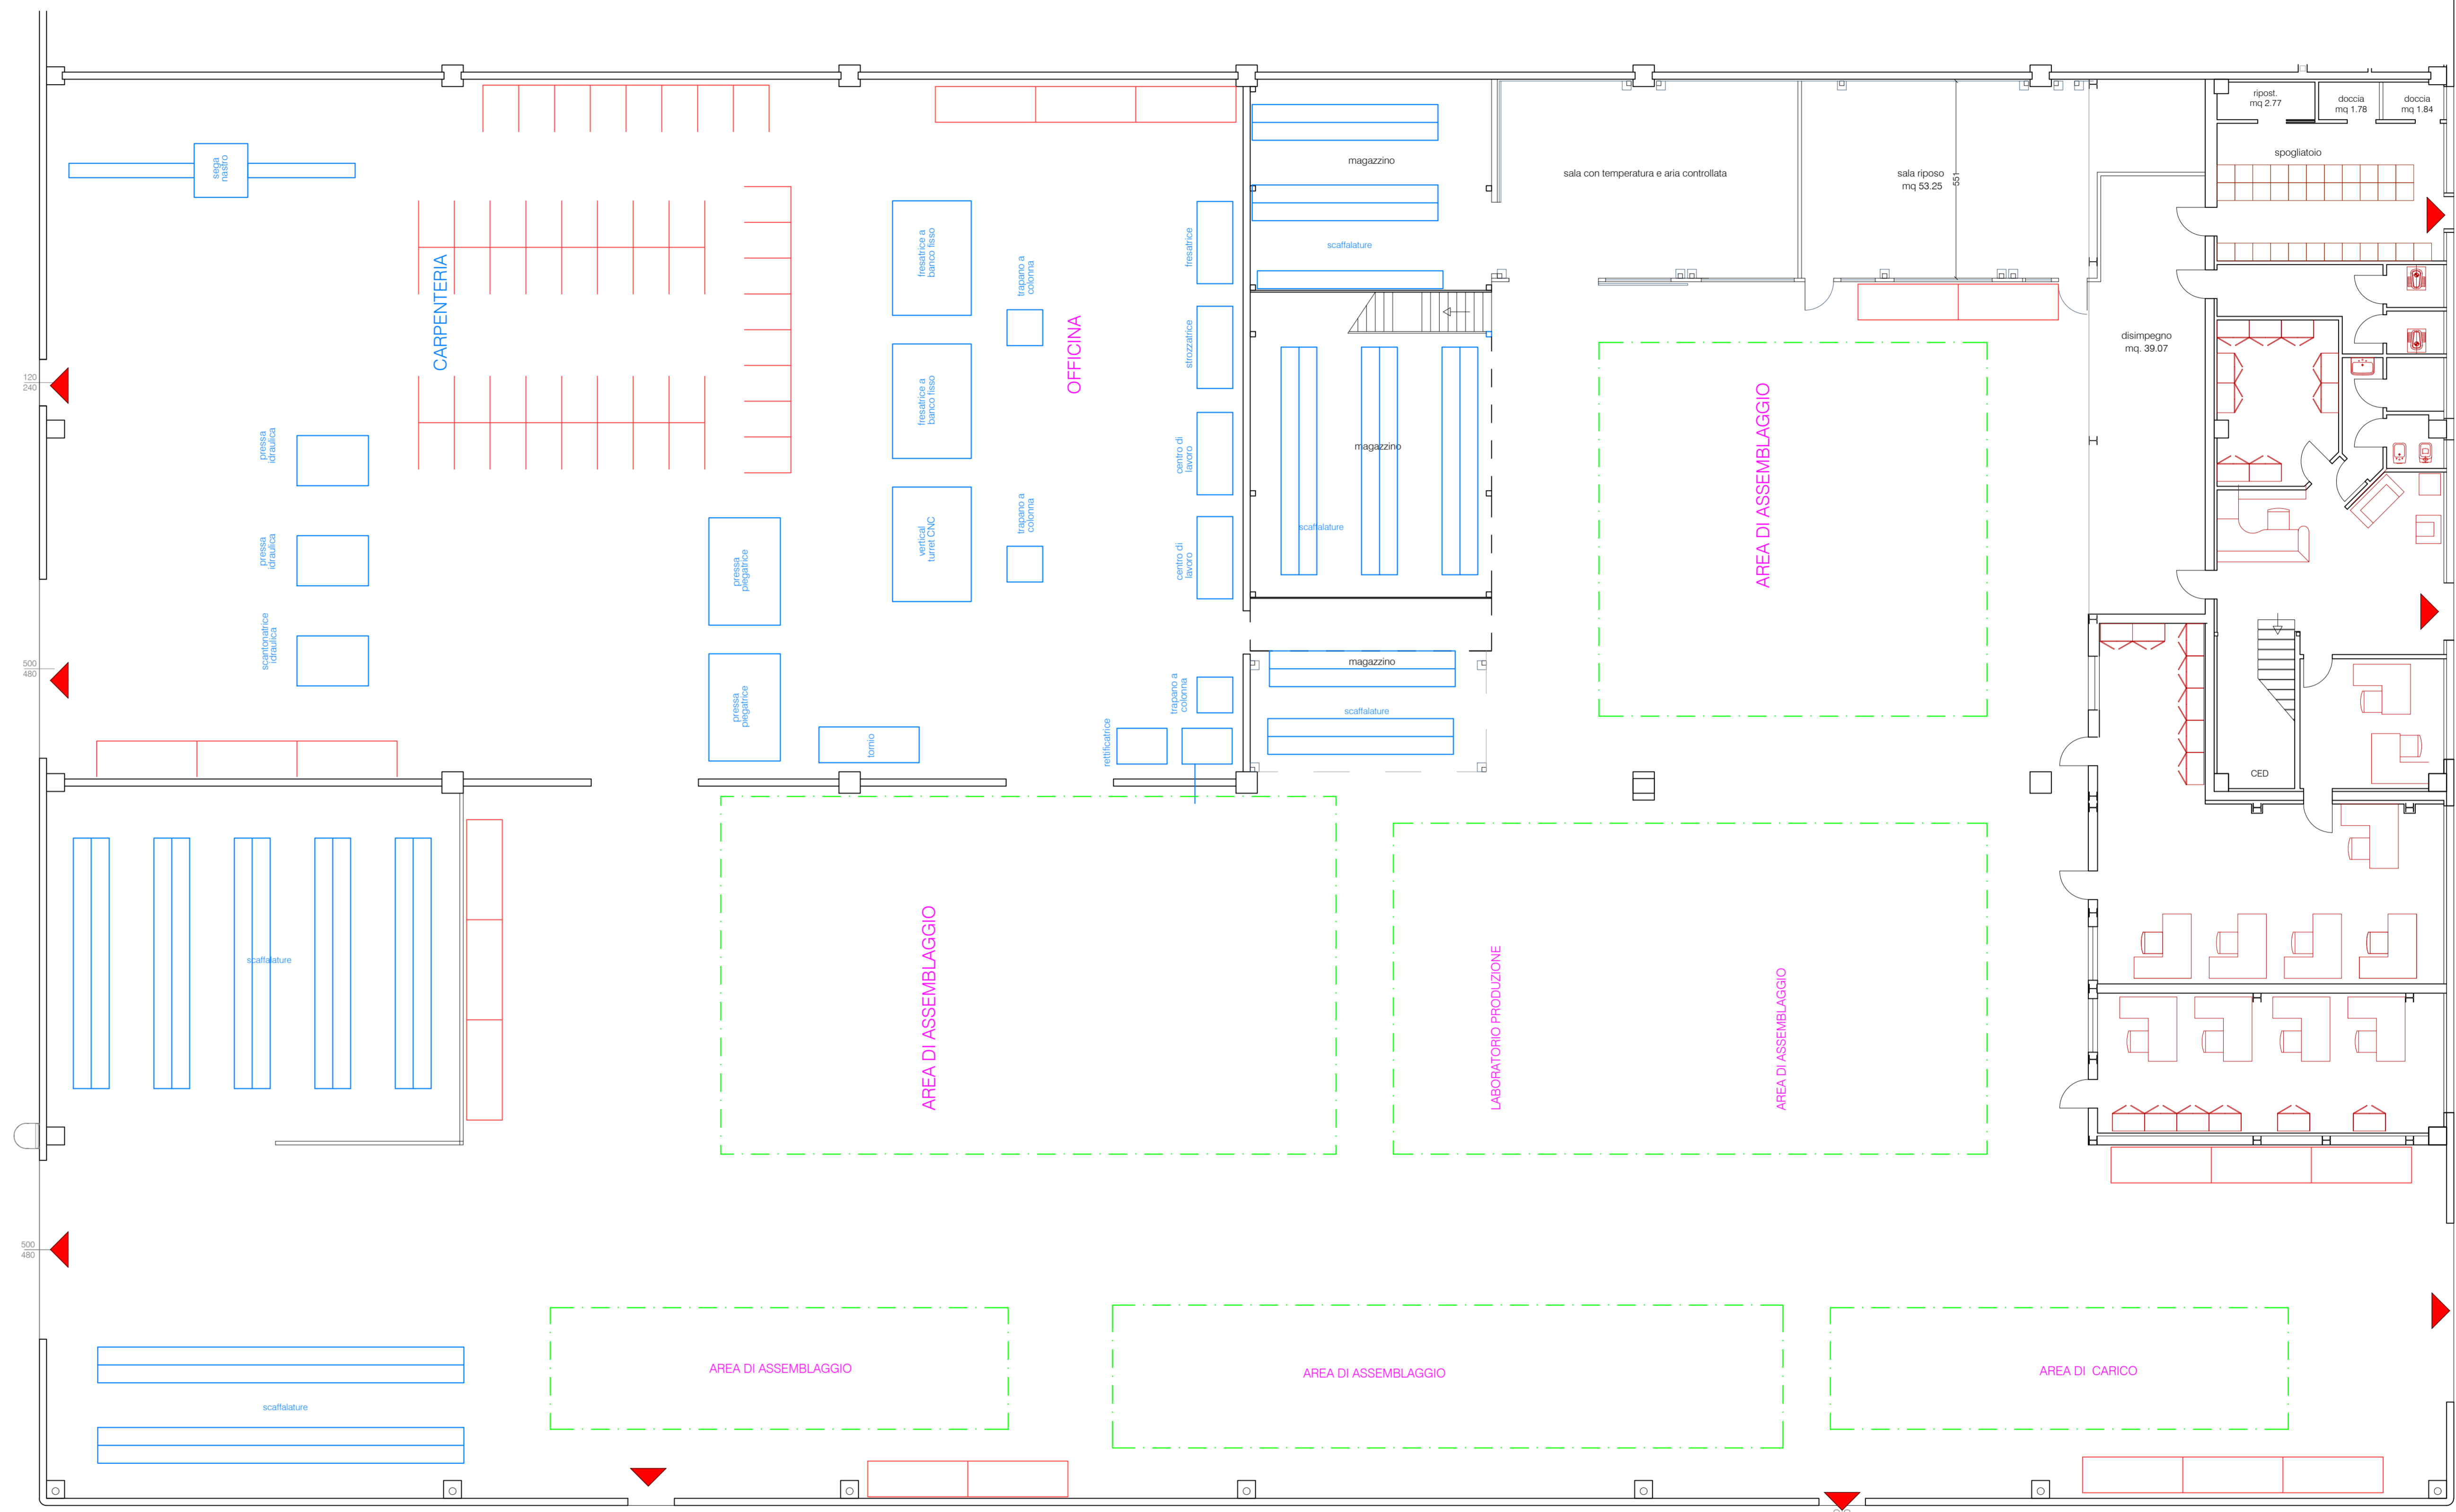 ripost.
mq 2.77
doccia
mq 1.78
doccia
mq 1.84
spogliatoio
magazzino
sala con temperatura e aria controllata
sala riposo
mq 53.25
551
sega
nastro
scaffalature
CARPENTERIA
fresatrice a
banco fisso
trapano a
colonna
fresatrice
OFFICINA
strozzatrice
disimpegno
mq. 39.07
120
240
fresatrice a
banco fisso
AREA DI ASSEMBLAGGIO
pressa
idraulica
centro di
lavoro
magazzino
vertical
turret CNC
trapano a
colonna
scaffalature
pressa
idraulica
pressa
piegatrice
centro di
lavoro
scantonatrice
idraulica
500
480
magazzino
scaffalature
pressa
piegatrice
trapano a
colonna
tornio
rettificatrice
CED
scaffalature
AREA DI ASSEMBLAGGIO
LABORATORIO PRODUZIONE
AREA DI ASSEMBLAGGIO
500
480
AREA DI ASSEMBLAGGIO
AREA DI ASSEMBLAGGIO
AREA DI CARICO
scaffalature